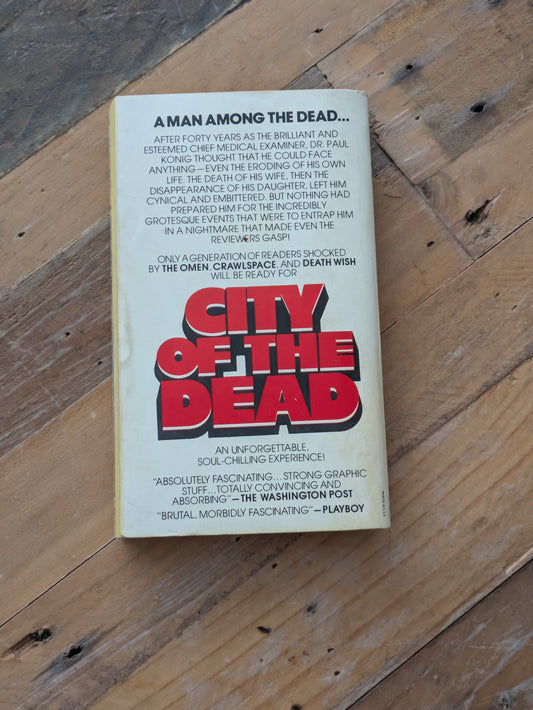 A MAN AMONG THE DEAD...
AFTER FORTY YEARS AS THE BRILLIANT AND
ESTEEMED CHIEF MEDICAL EXAMINER, DR. PAUL
KONIG THOUGHT THAT HE COULD FACE
ANYTHING—EVEN THE ERODING OF HIS OWN
LIFE. THE DEATH OF HIS WIFE, THEN THE
DISAPPEARANCE OF HIS DAUGHTER, LEFT HIM
CYNICAL AND EMBITTERED. BUT NOTHING HAD
PREPARED HIM FOR THE INCREDIBLY
GROTESQUE EVENTS THAT WERE TO ENTRAP HIM
IN A NIGHTMARE THAT MADE EVEN THE
REVIEWERS GASP!
ONLY A GENERATION OF READERS SHOCKED
BY THE OMEN, CRAWLSPACE, AND DEATH WISH
WILL BE READY FOR
CITY
OF THE
DEAD
AN UNFORGETTABLE,
SOUL-CHILLING EXPERIENCE!
"ABSOLUTELY FASCINATING...STRONG GRAPHIC
STUFF...TOTALLY CONVINCING AND
ABSORBING"—THE WASHINGTON POST
"BRUTAL, MORBIDLY FASCINATING"—PLAYBOY